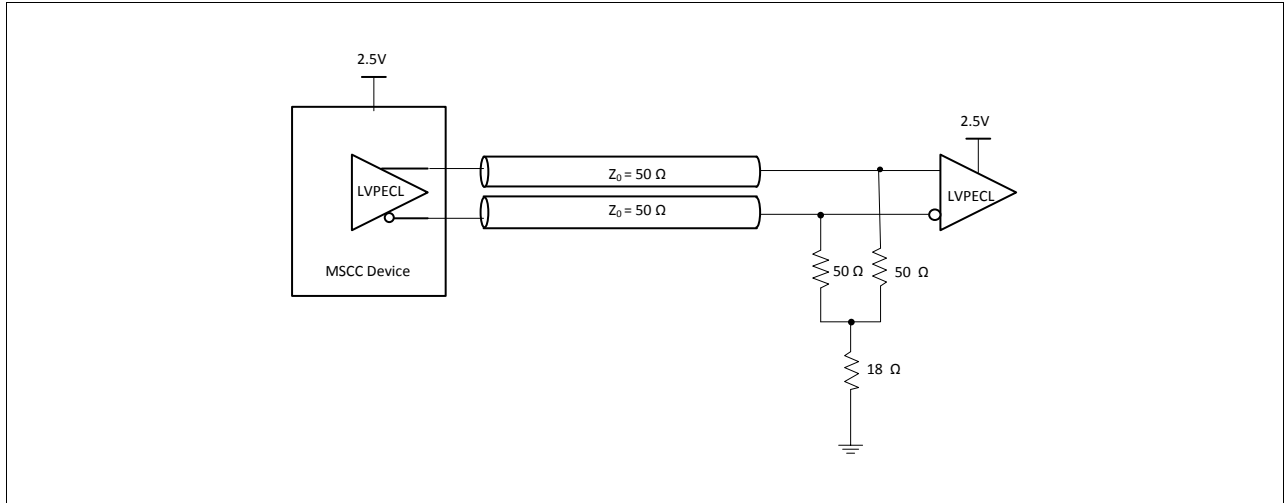 2.5V
2.5V
LVPECL
Z₀ = 50 Ω
Z₀ = 50 Ω
LVPECL
MSCC Device
50 Ω
50 Ω
18 Ω